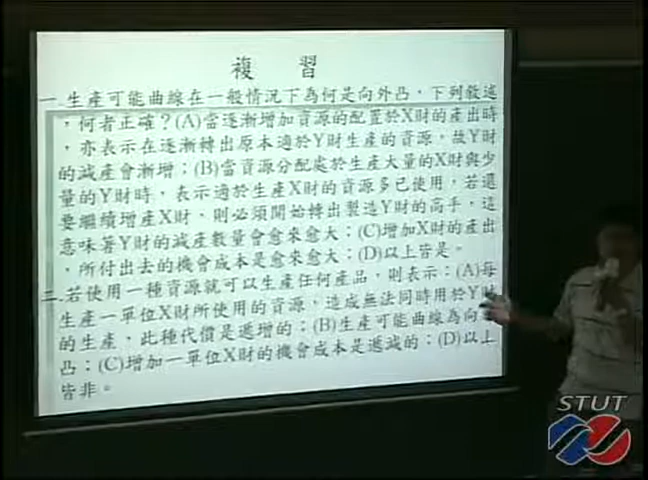 複 習
一.生產可能曲線在一般情況下為何是向外凸,下列敘述
,何者正確?(A)當逐漸增加資源的配置於X財的產出時
,亦表示在逐漸轉出原本適於Y財生產的資源,故Y財
的減產會漸增;(B)當資源分配處於生產大量的X財與少
量的Y財時,表示適於生產X財的資源多已使用,若還
要繼續增產X財,則必須開始轉出製造Y財的高手,這
意味著Y財的減產數量會愈來愈大;(C)增加X財的產出
,所付出去的機會成本是愈來愈大;(D)以上皆是。
二.若使用一種資源就可以生產任何產品,則表示:(A)每
生產一單位X財所使用的資源,造成無法同時用於Y財
的生產,此種代價是遞增的;(B)生產可能曲線為向
凸;(C)增加一單位X財的機會成本是遞減的;(D)以上
皆非。
STUT